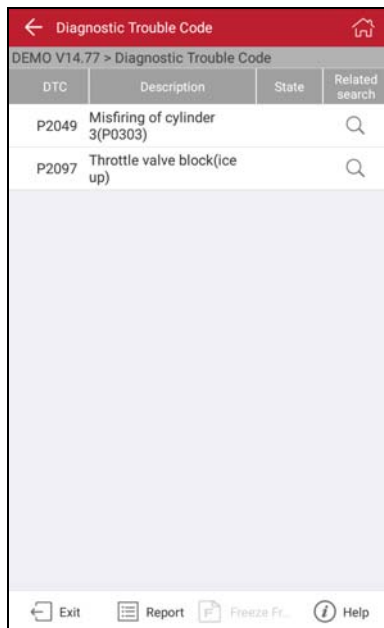 Diagnostic Trouble Code
DEMO V14.77 > Diagnostic Trouble Code
DTC Description State Related search
P2049 Misfiring of cylinder
3(P0303)
P2097 Throttle valve block(ice
up)
Exit Report Freeze Fr... Help